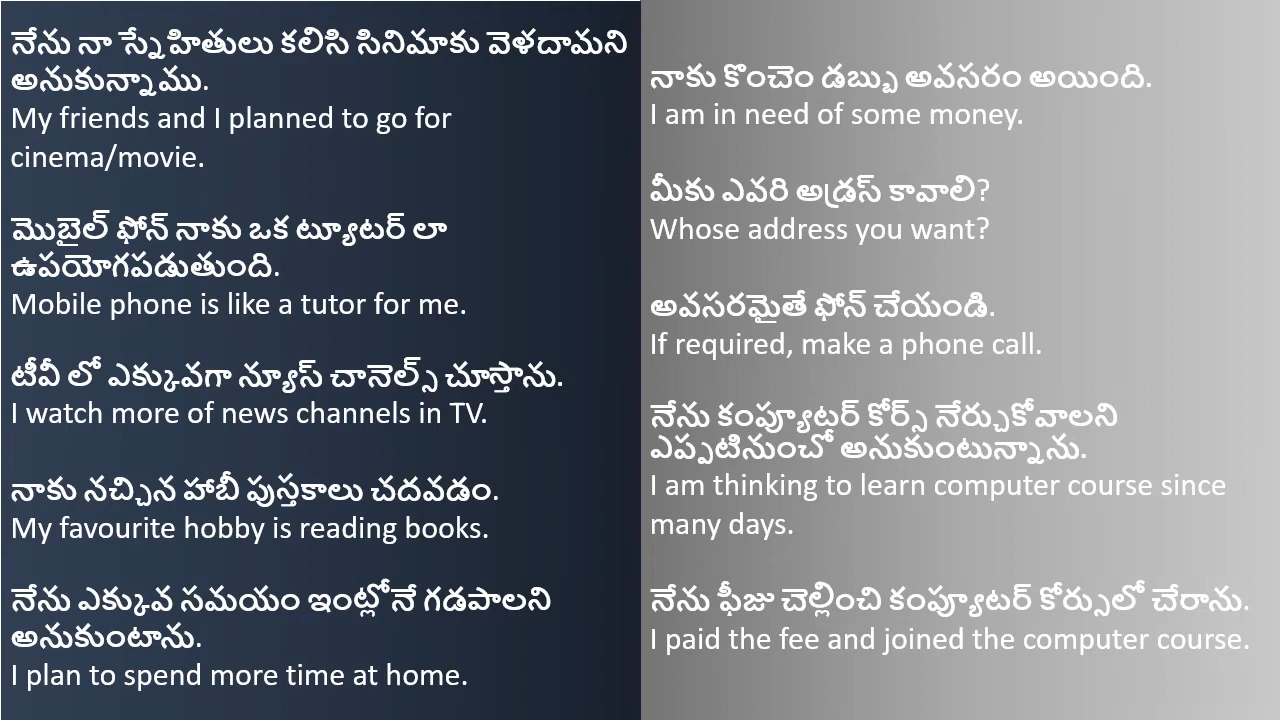 నేను నా స్నేహితులు కలిసి సినిమాకు వెళదామని
అనుకున్నాము.
My friends and I planned to go for
cinema/movie.
మొబైల్ ఫోన్ నాకు ఒక ట్యూటర్ లా
ఉపయోగపడుతుంది.
Mobile phone is like a tutor for me.
టీవీ లో ఎక్కువగా న్యూస్ చానెల్స్ చూస్తాను.
I watch more of news channels in TV.
నాకు నచ్చిన హాబీ పుస్తకాలు చదవడం.
My favourite hobby is reading books.
నేను ఎక్కువ సమయం ఇంట్లోనే గడపాలని
అనుకుంటాను.
I plan to spend more time at home.
నాకు కొంచెం డబ్బు అవసరం అయింది.
I am in need of some money.
మీకు ఎవరి అడ్రస్ కావాలి?
Whose address you want?
అవసరమైతే ఫోన్ చేయండి.
If required, make a phone call.
నేను కంప్యూటర్ కోర్స్ నేర్చుకోవాలని
ఎప్పటినుంచో అనుకుంటున్నాను.
I am thinking to learn computer course since
many days.
నేను ఫీజు చెల్లించి కంప్యూటర్ కోర్సులో చేరాను.
I paid the fee and joined the computer course.